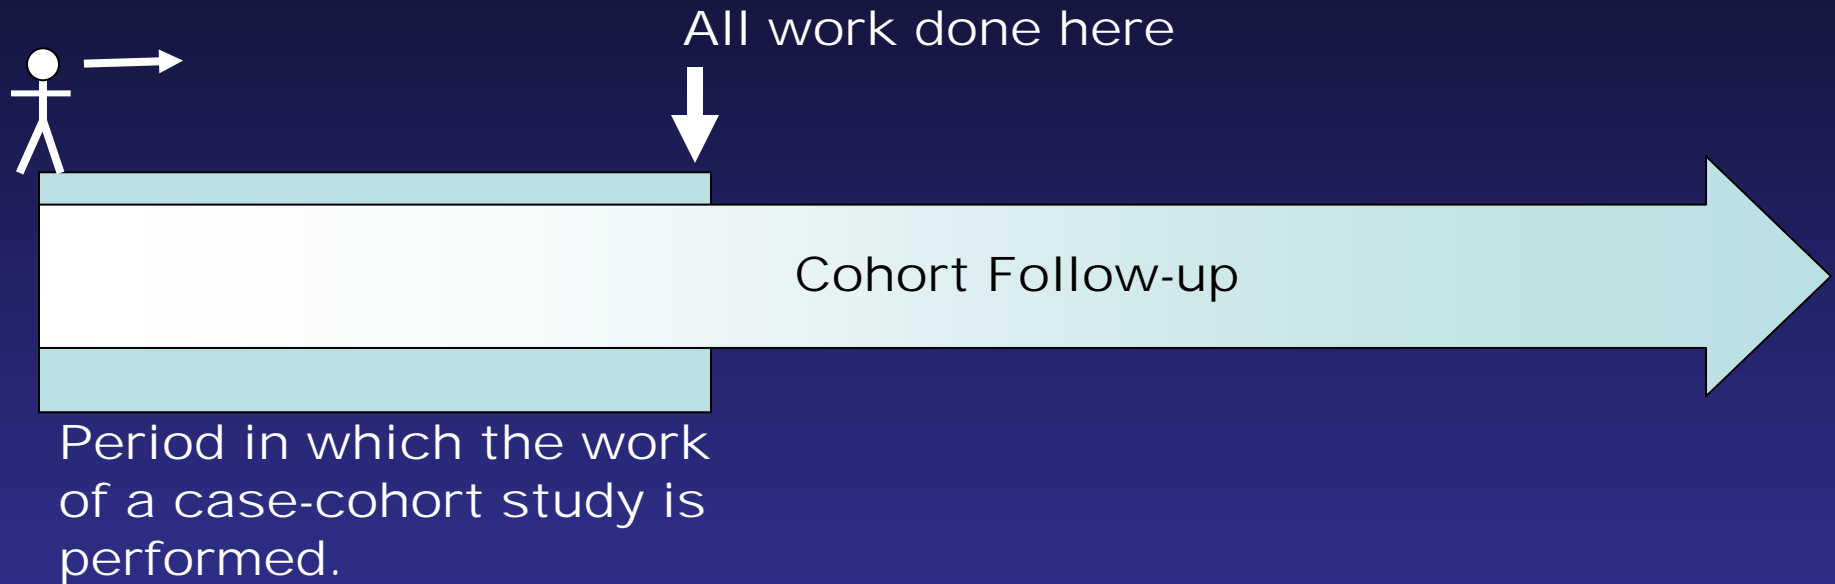 All work done here
Cohort Follow-up
Period in which the work
of a case-cohort study is
performed.